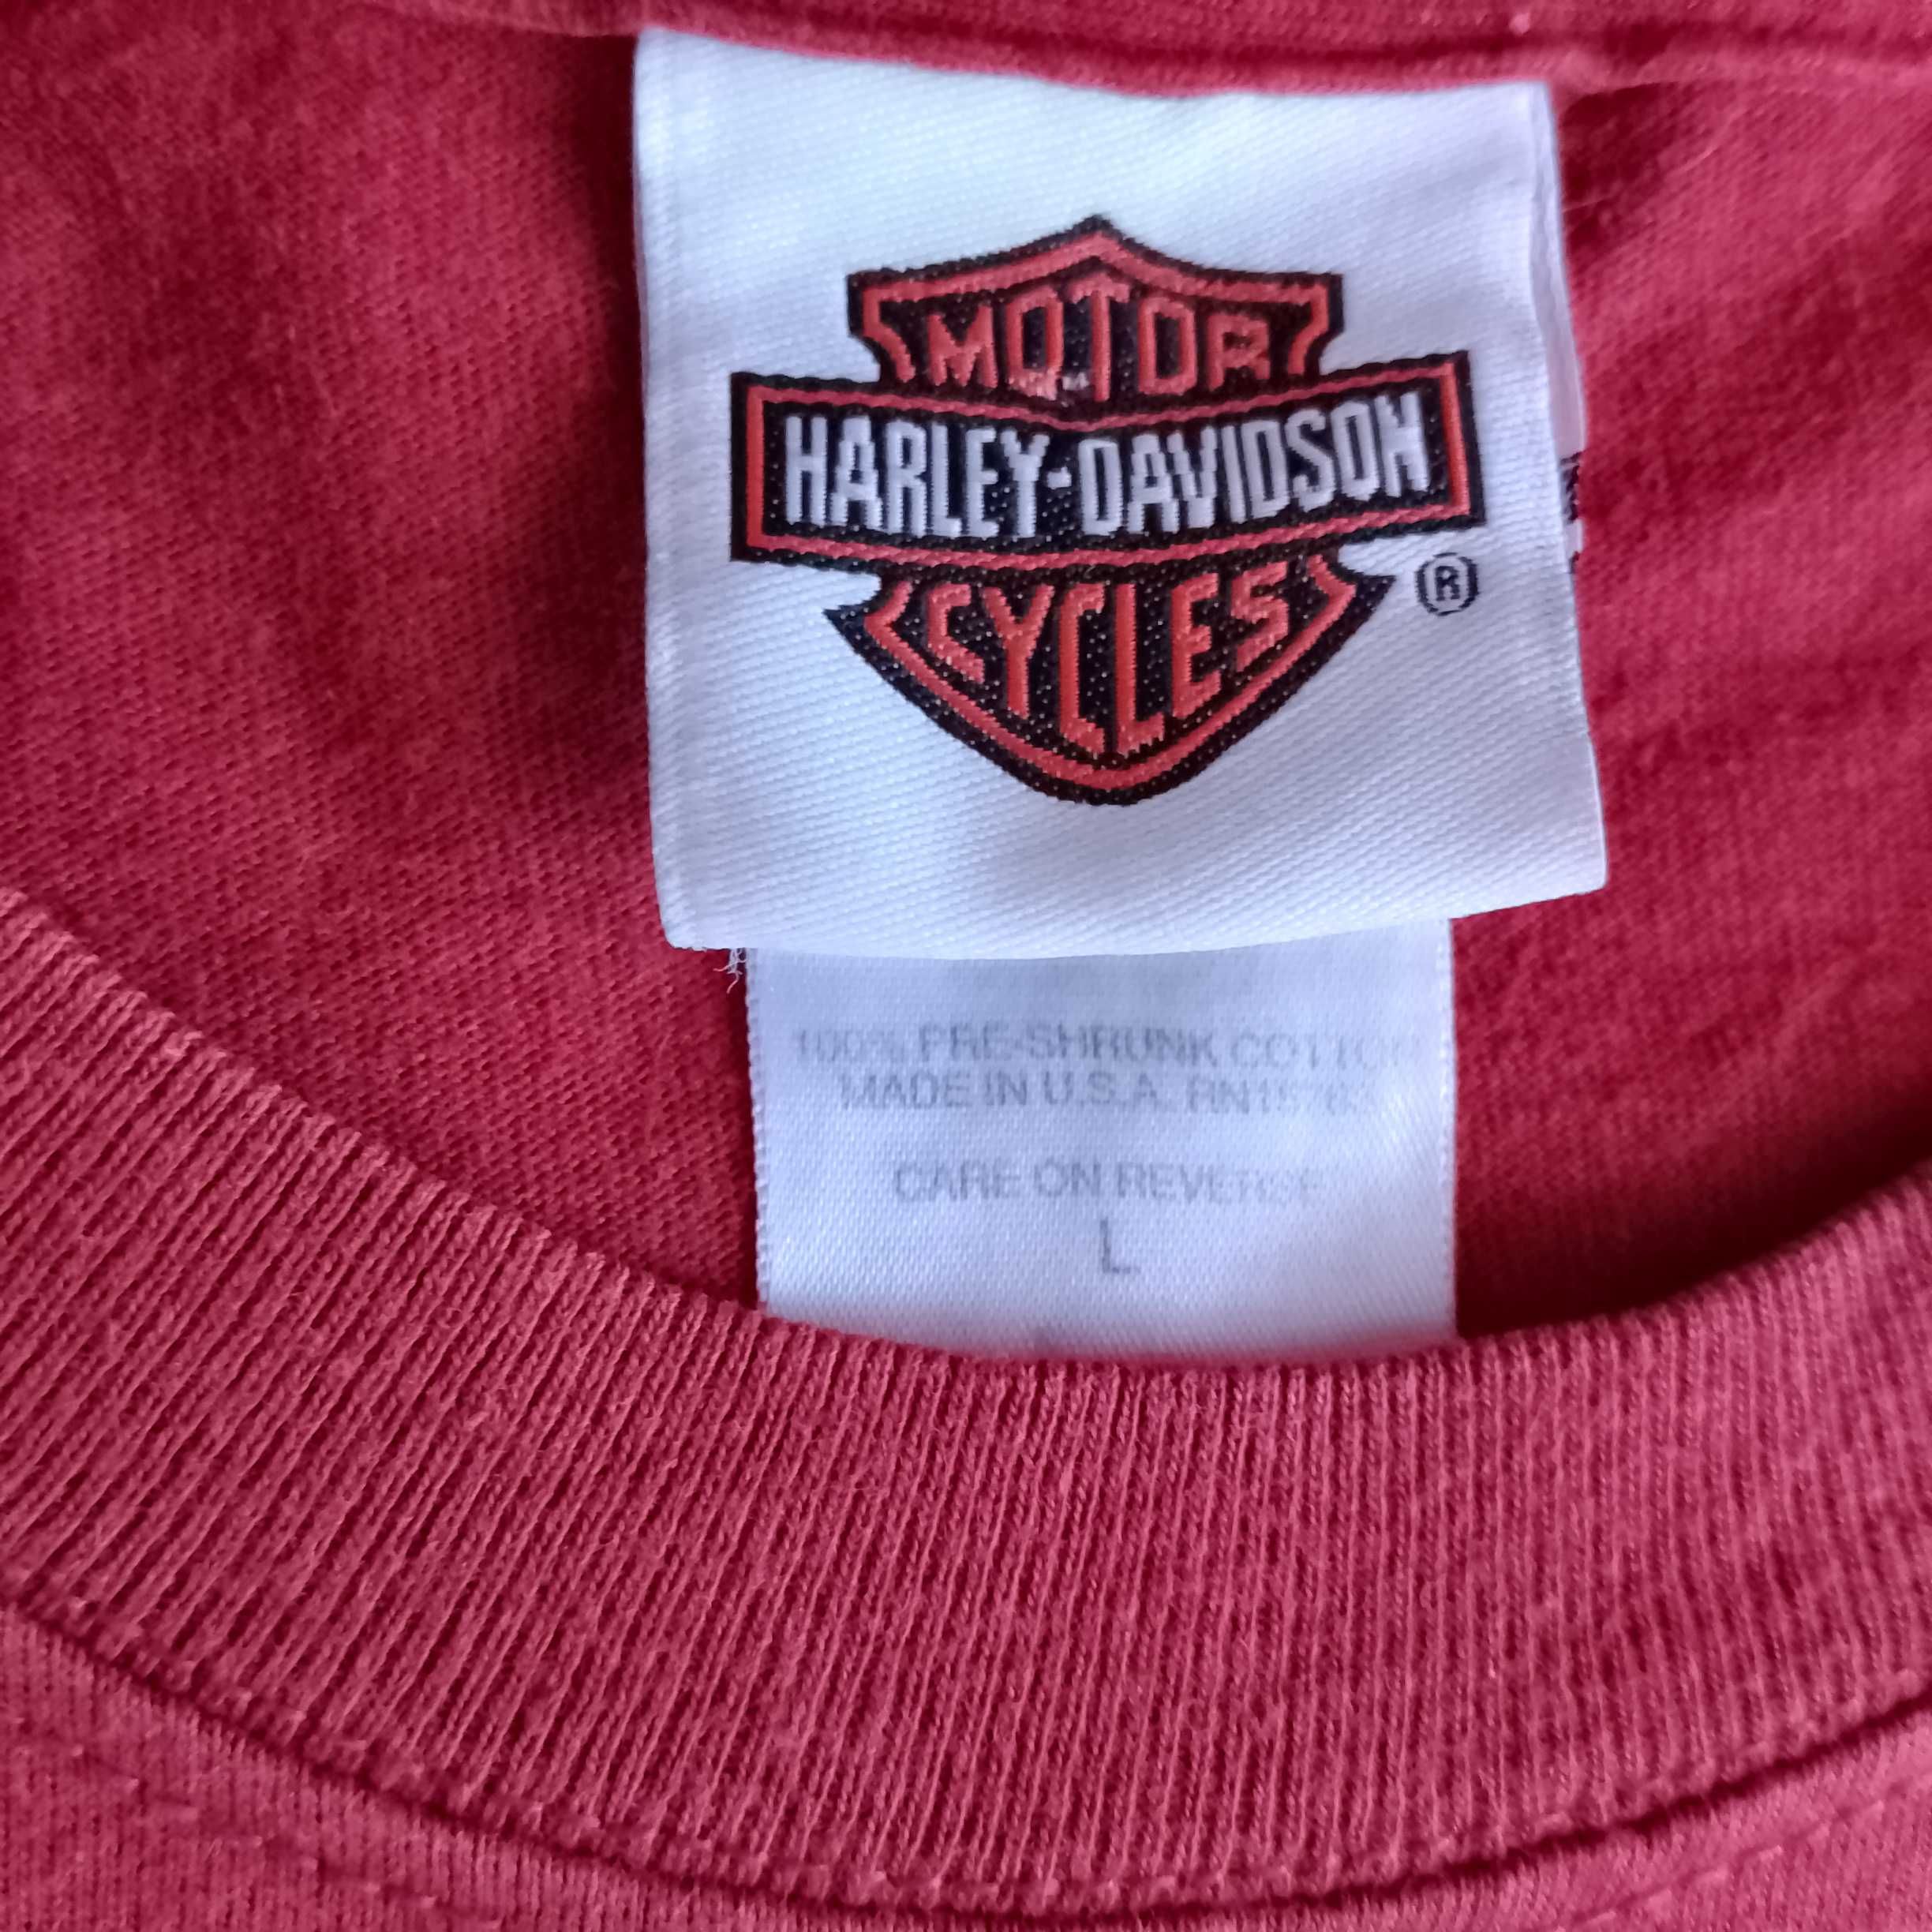 MOTOR
HARLEY-DAVIDSON
CYCLES
®
100% PRE-SHRUNK COTTON
MADE IN U.S.A.
CARE ON REVERSE
L